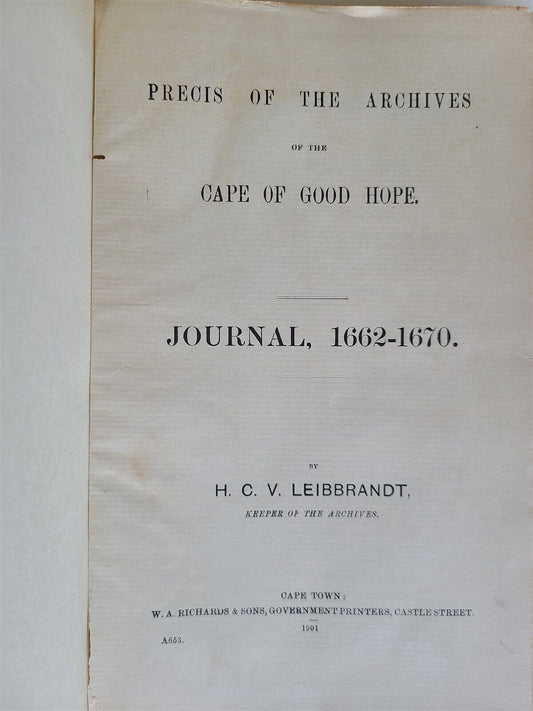 PRECIS OF THE ARCHIVES
OF THE
CAPE OF GOOD HOPE.
JOURNAL, 1662-1670.
BY
H. C. V. LEIBBRANDT,
KEEPER OF THE ARCHIVES.
CAPE TOWN:
W. A. RICHARDS & SONS, GOVERNMENT PRINTERS, CASTLE STREET.
1901
A653.